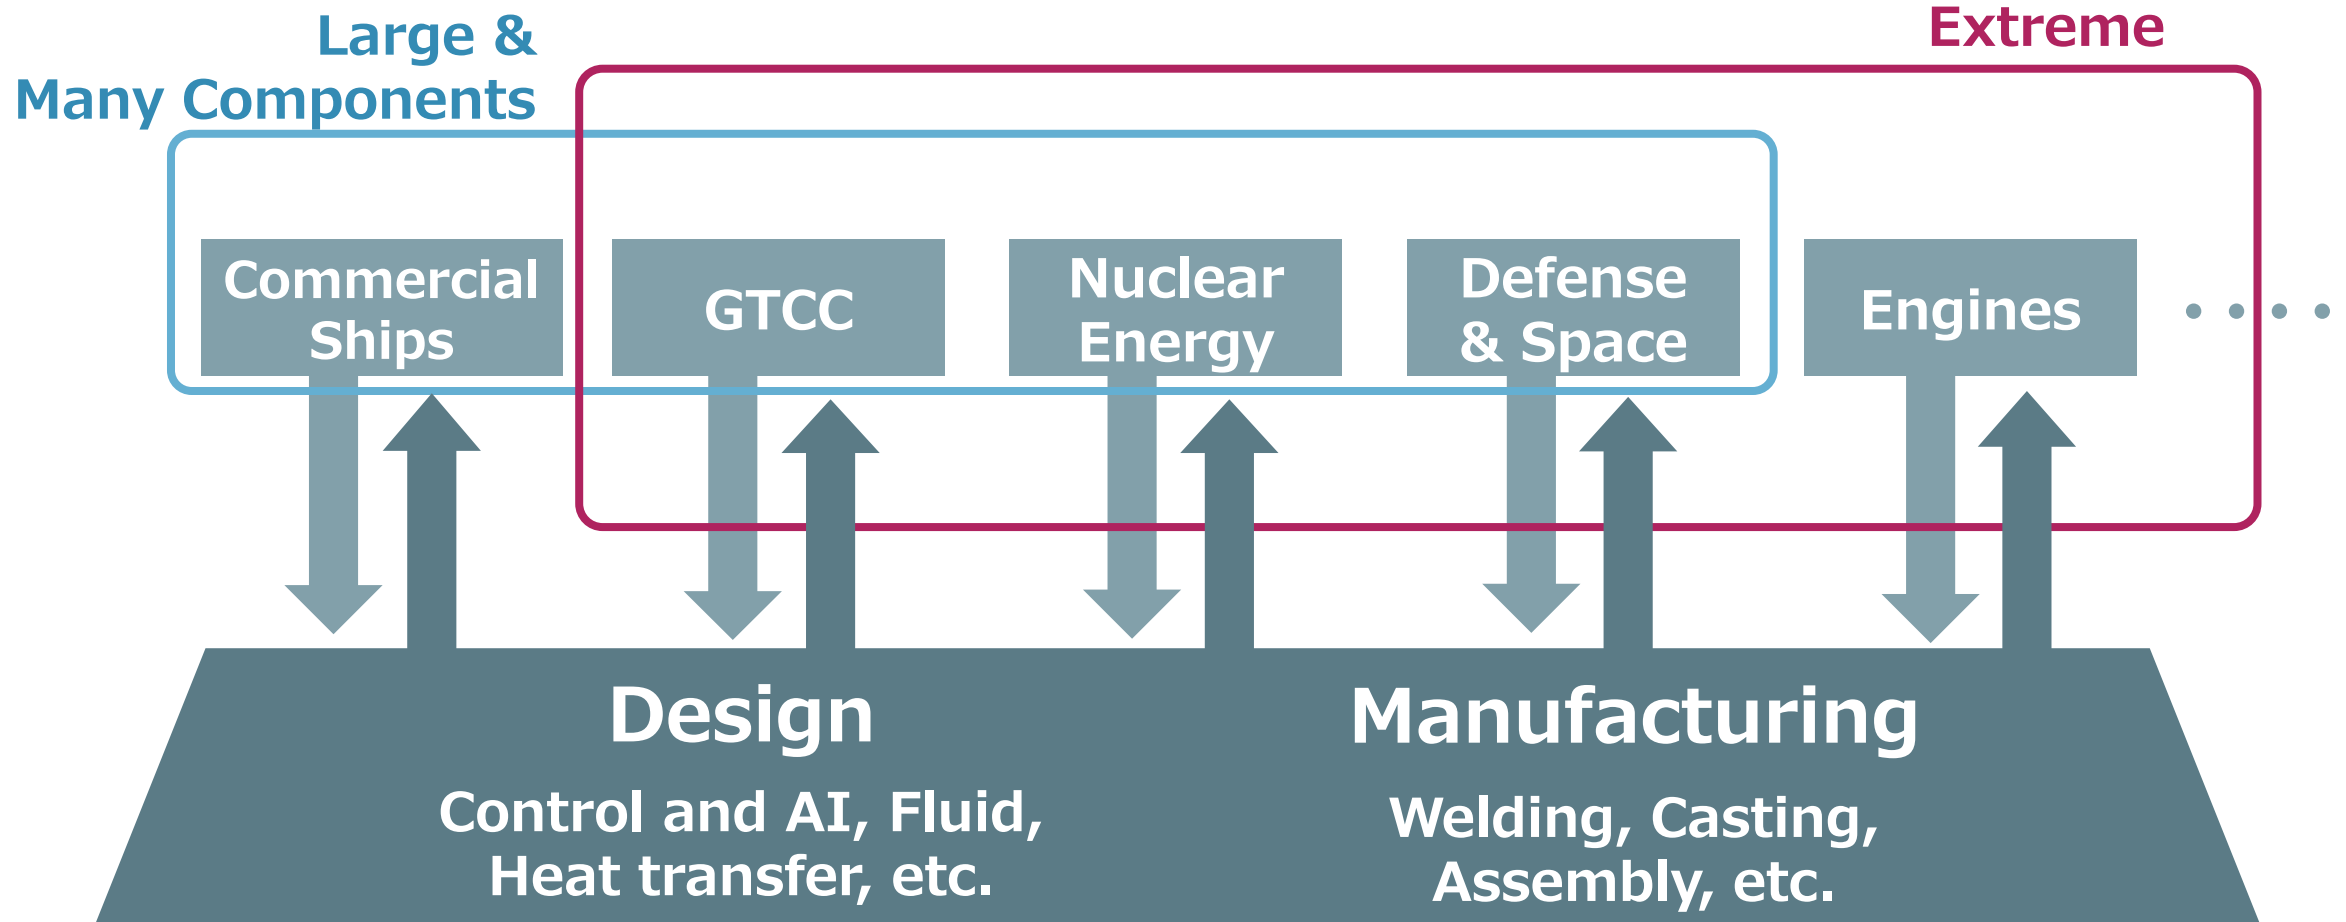 Large &
Many Components
Extreme
Commercial
Ships
GTCC
Nuclear
Energy
Defense
& Space
Engines
Design
Control and AI, Fluid,
Heat transfer, etc.
Manufacturing
Welding, Casting,
Assembly, etc.